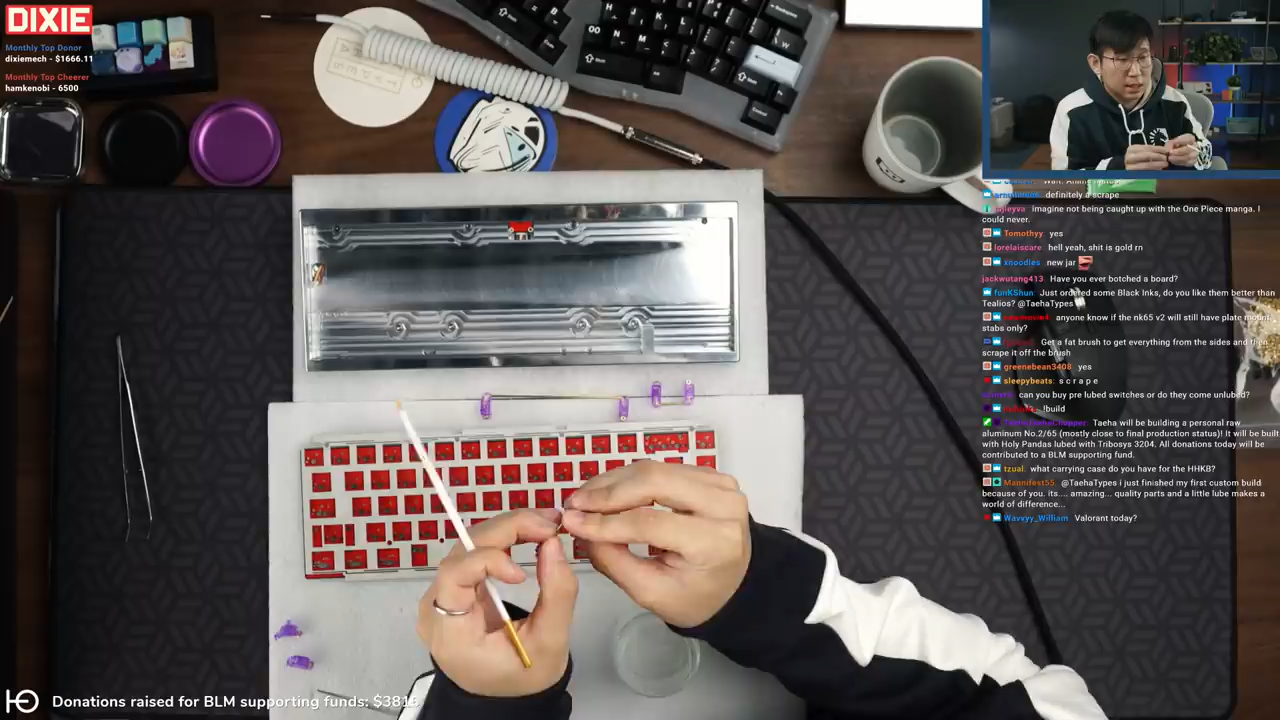 DIXIE
Monthly Top Donor
dixiemech - $1666.11
Monthly Top Cheerer
hamkenobi - 6500
definitely a scrape
imagine not being caught up with the One Piece manga. I
could never.
Tomothyy yes
lorelaiscare hell yeah, shit is gold rn
xnoodles new jar
jackwutang413 Have you ever botched a board?
funKShun: Just ordered some Black Inks, do you like them better than
Tealios? @TaehaTypes
anyone know if the nk65 v2 will still have plate mount
stabs only?
Get a fat brush to get everything from the sides and then
scrape it off the brush
greenebean3408 yes
sleepybeats: s c r a p e
can you buy pre lubed switches or do they come unlubed?
!build
Taeha will be building a personal raw
aluminum No.2/65 (mostly close to final production status)! It will be built
with Holy Pandas lubed with Tribosys 3204. All donations today will be
contributed to a BLM supporting fund.
tzual: what carrying case do you have for the HHKB?
Mannifest55: @TaehaTypes i just finished my first custom build
because of you. its.... amazing... quality parts and a little lube makes a
world of difference...
Wavyy_William Valorant today?
Donations raised for BLM supporting funds: $381